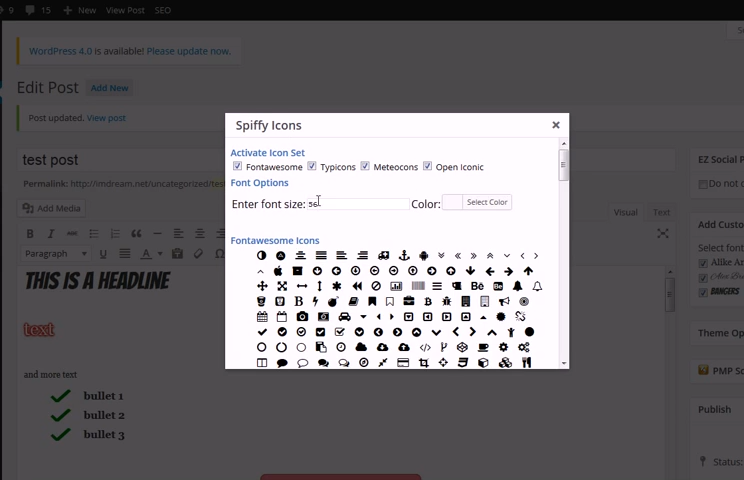 9 15 New View Post SEO
WordPress 4.0 is available! Please update now.
Edit Post Add New
Post updated. View post
test post
Permalink: http://imdream.net/uncategorized/tes
Add Media
Visual Text
B I ABC
Paragraph U A Ω
THIS IS A HEADLINE
text
and more text
bullet 1
bullet 2
bullet 3
Spiffy Icons
Activate Icon Set
Fontawesome Typicons Meteocons Open Iconic
Font Options
Enter font size: 56 Color: Select Color
Fontawesome Icons
EZ Social P
Do not d
Add Custo
Select font
Alike An
BANGERS
Theme Op
PMP So
Publish
Status: